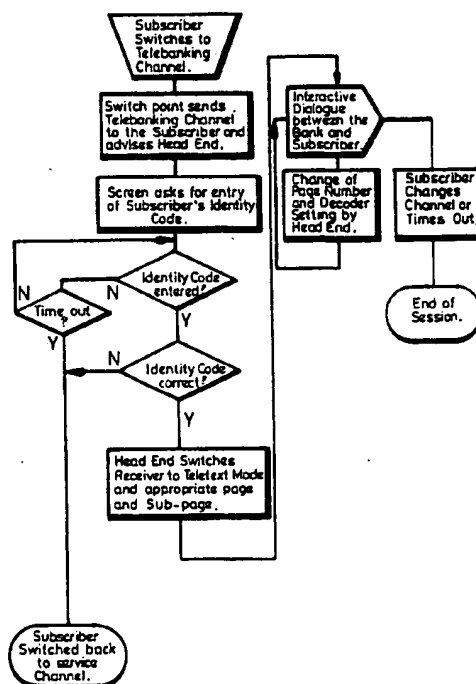 Subscriber
Switches to
Telebanking
Channel.
Switch point sends.
Telebanking Channel
to the Subscriber and
advises Head End.
Screen asks for entry
of Subscriber's Identity
Code.
Identity Code
entered?
N
Y
Time out
?
N
Y
Identity Code
correct?
N
Y
Head End Switches
Receiver to Teletext Mode
and appropriate page
and Sub-page.
Subscriber
Switched back
to service
Channel.
Interactive
Dialogue
between the
Bank and
Subscriber.
Change of
Page Number
and Decoder
Setting by
Head End.
Subscriber
Changes
Channel or
Times Out.
End of
Session.